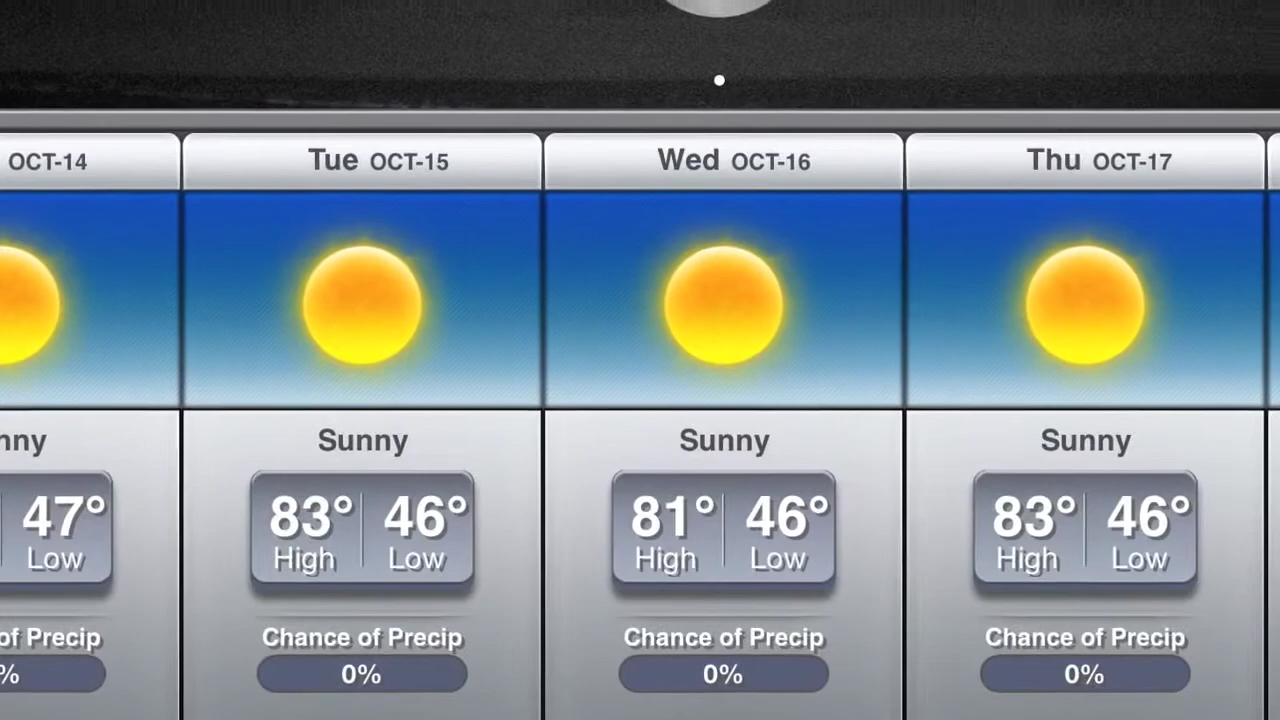 OCT-14
Tue OCT-15
Wed OCT-16
Thu OCT-17
Sunny
Sunny
Sunny
47°
Low
83° 46°
High Low
81° 46°
High Low
83° 46°
High Low
of Precip
%
Chance of Precip
0%
Chance of Precip
0%
Chance of Precip
0%